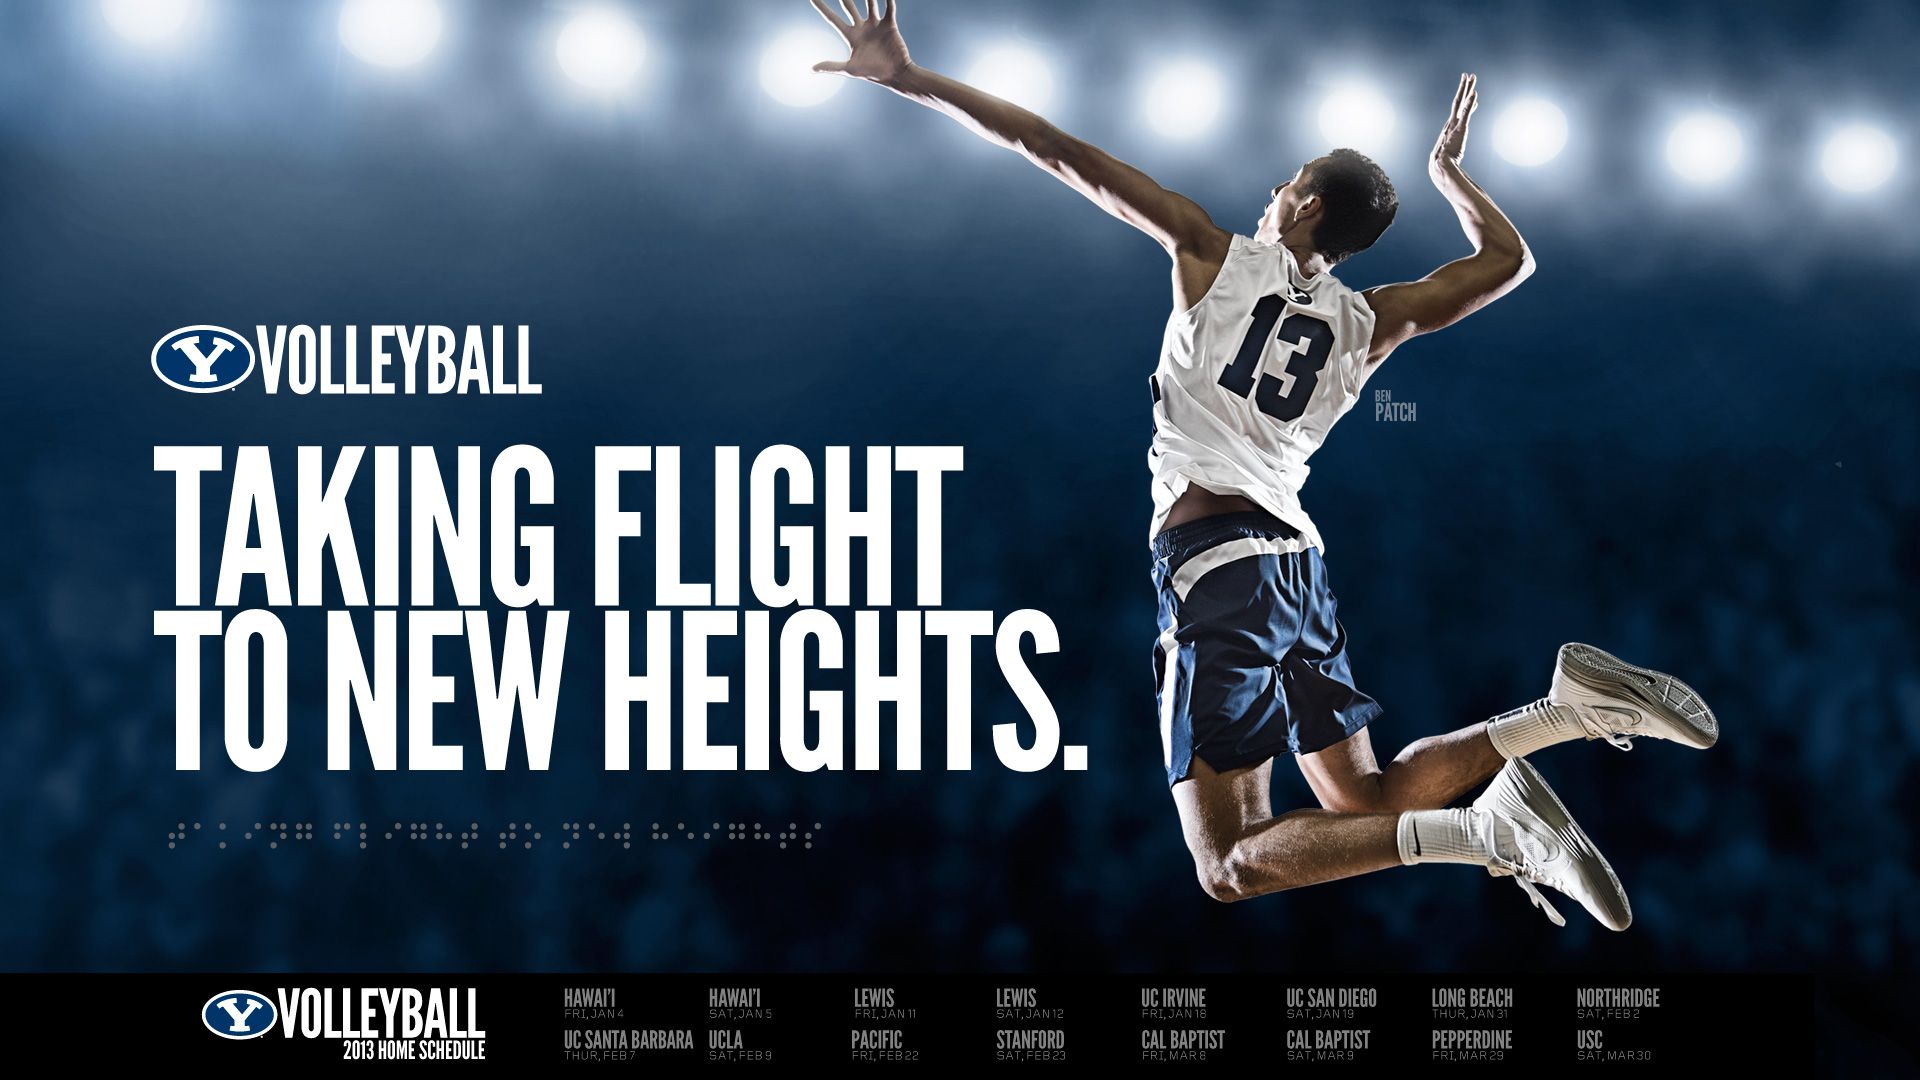 Y VOLLEYBALL
TAKING FLIGHT
TO NEW HEIGHTS.
⠞⠁⠅⠊⠝⠛ ⠋⠇⠊⠛⠓⠞ ⠞⠕ ⠝⠑⠺ ⠓⠑⠊⠛⠓⠞⠎
Y
13
BEN
PATCH
Y VOLLEYBALL
2013 HOME SCHEDULE
HAWAI'I HAWAI'I LEWIS LEWIS UC IRVINE UC SAN DIEGO LONG BEACH NORTHRIDGE
FRI, JAN 4 SAT, JAN 5 FRI, JAN 11 SAT, JAN 12 FRI, JAN 18 SAT, JAN 19 THUR, JAN 31 SAT, FEB 2
UC SANTA BARBARA UCLA PACIFIC STANFORD CAL BAPTIST CAL BAPTIST PEPPERDINE USC
THUR, FEB 7 SAT, FEB 9 FRI, FEB 22 SAT, FEB 23 FRI, MAR 8 SAT, MAR 9 FRI, MAR 29 SAT, MAR 30